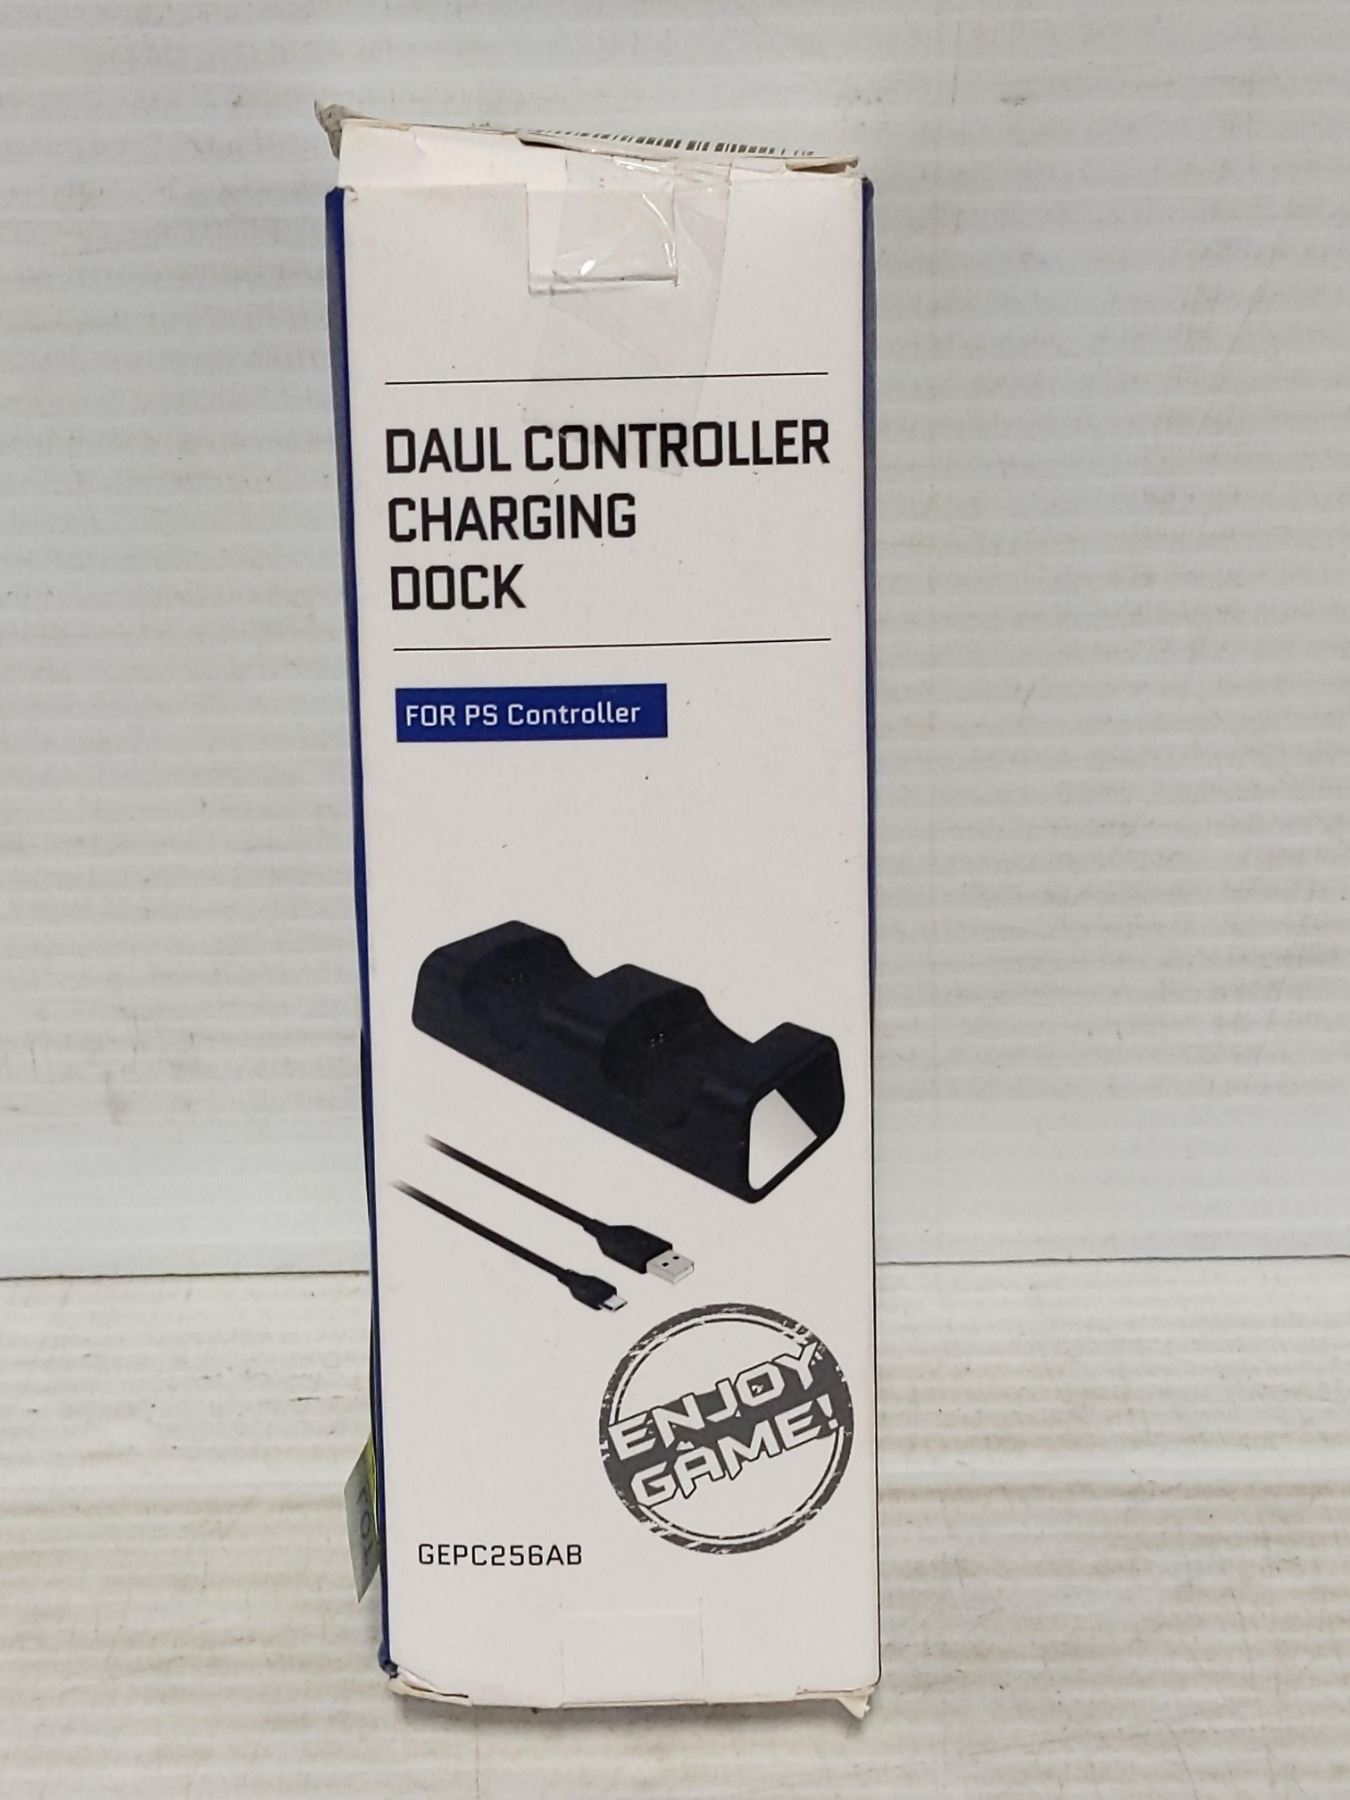 DAUL CONTROLLER
CHARGING
DOCK
FOR PS Controller
ENJOY
GAME!
GEPC256AB